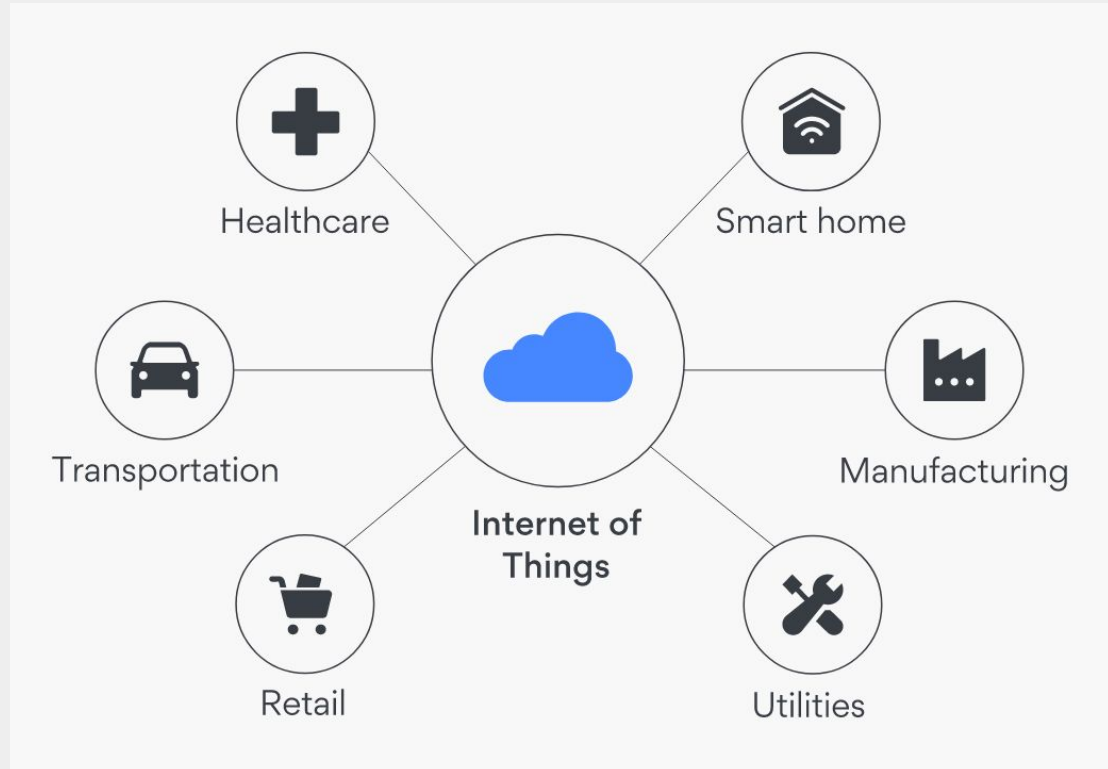 Healthcare
Smart home
Transportation
Manufacturing
Internet of
Things
Retail
Utilities